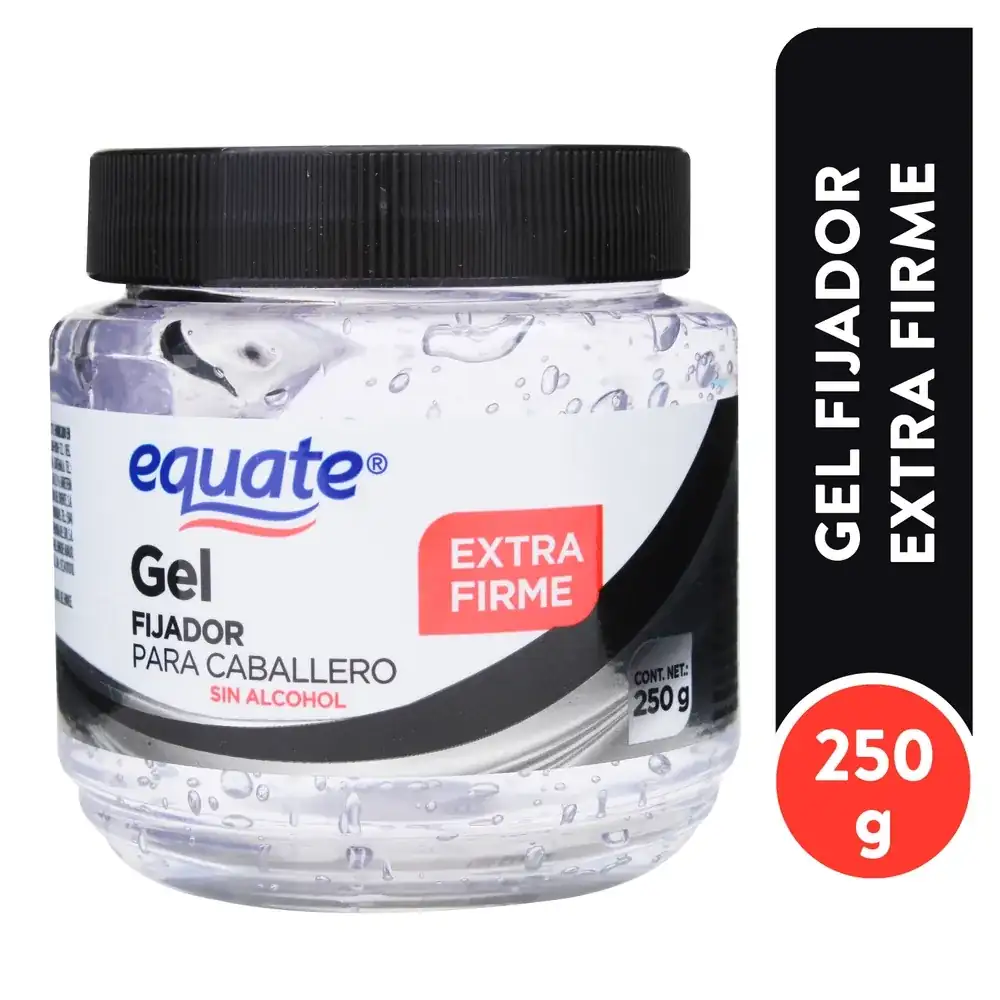 equate®
Gel
FIJADOR
PARA CABALLERO
SIN ALCOHOL
EXTRA
FIRME
CONT. NET.:
250 g
GEL FIJADOR
EXTRA FIRME
250
g